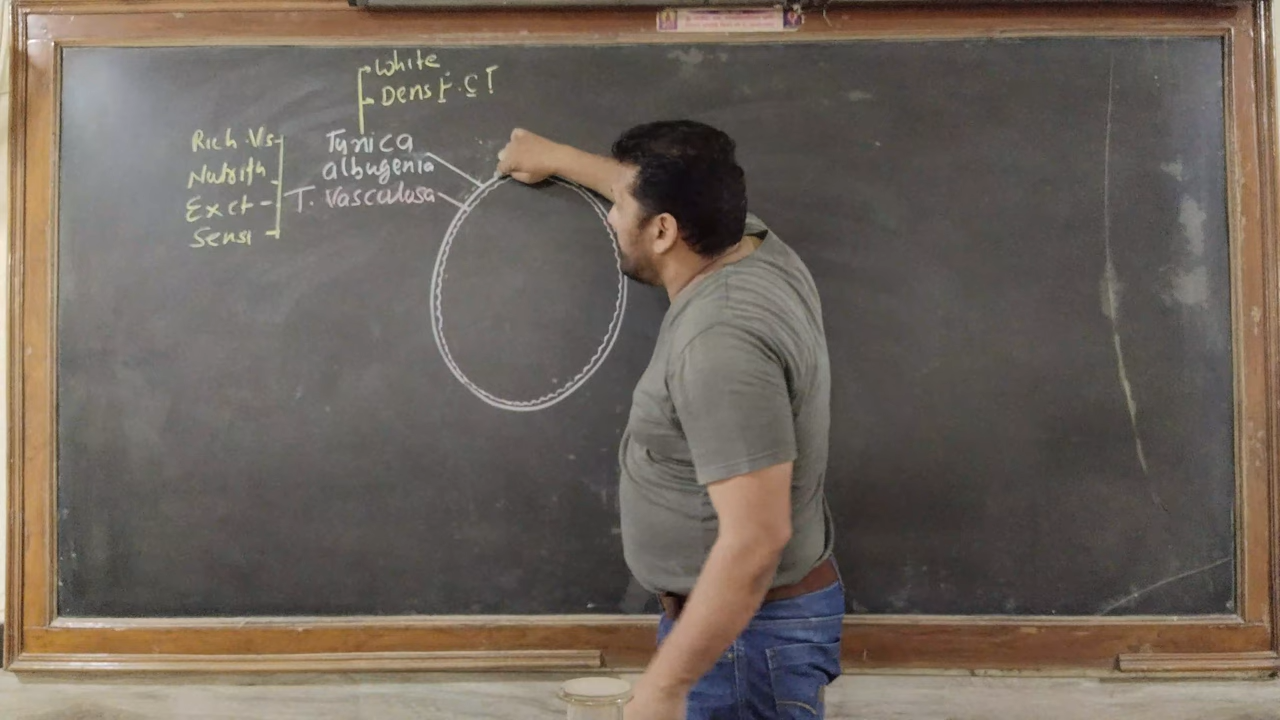 White
Dens F.C T
Rich Vs
Nutrith
Exct
Sensi
Tunica
albugenia
T. Vasculosa